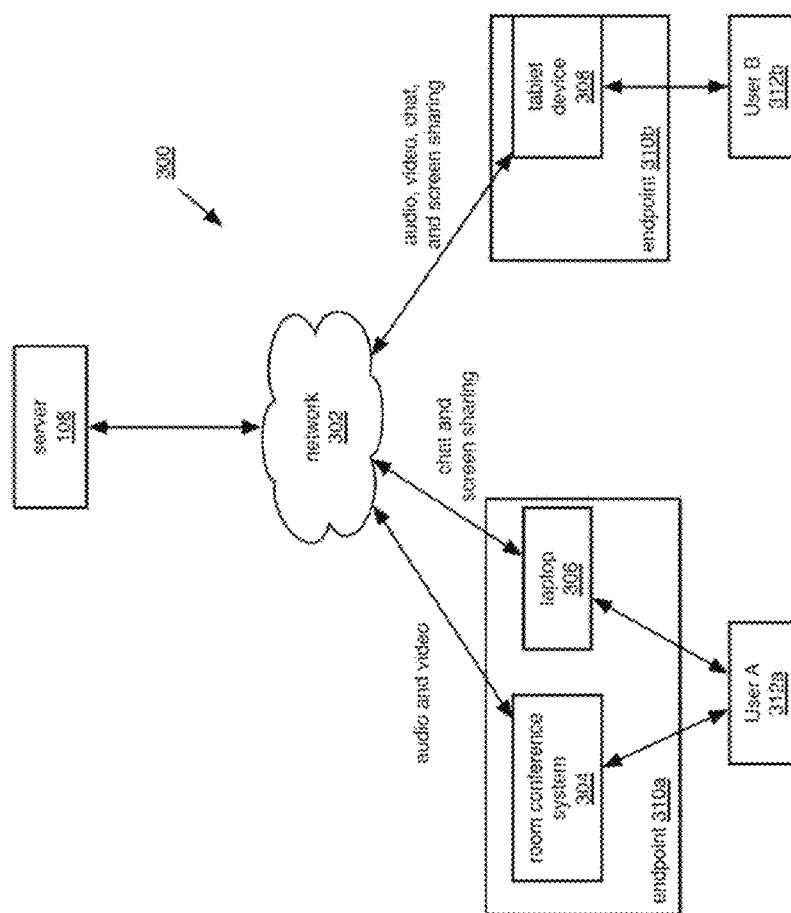 server
108
300
network
302
audio and video
chat and
screen sharing
audio, video, chat,
and screen sharing
room conference
system
304
laptop
306
tablet
device
308
endpoint 310a
endpoint 310b
User A
312a
User B
312b